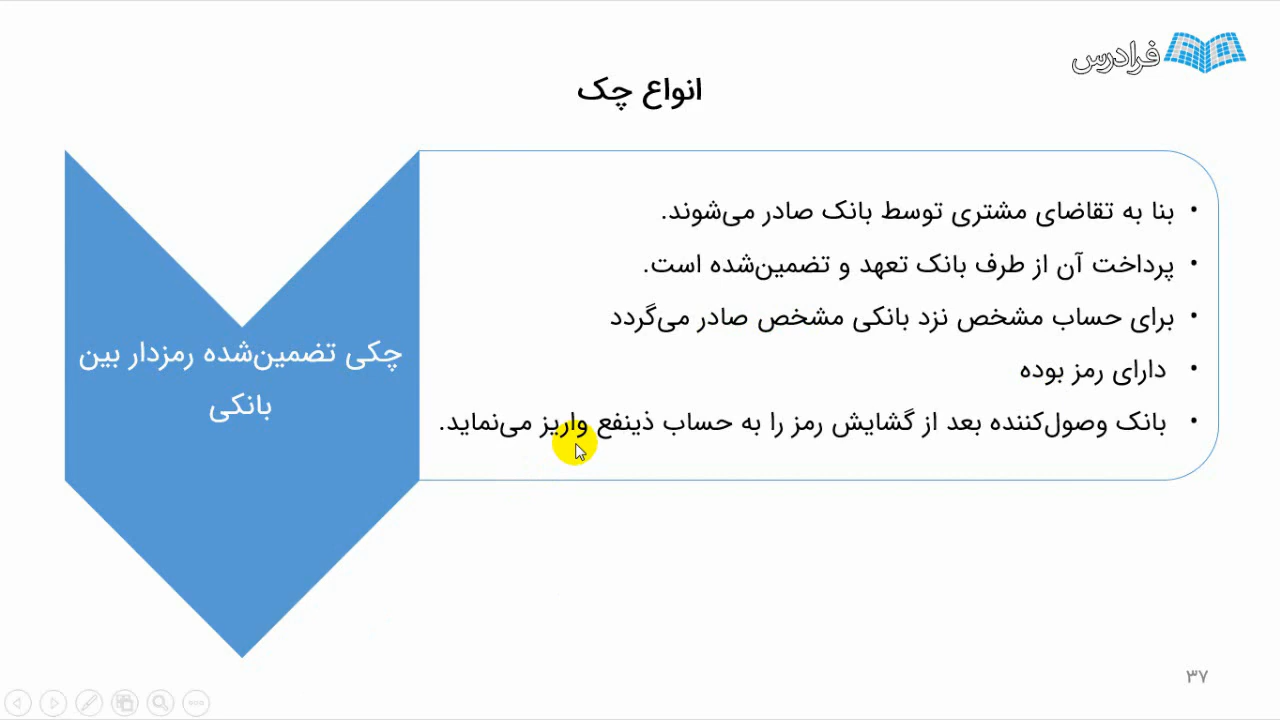 فرادرس
انواع چک
• بنا به تقاضای مشتری توسط بانک صادر می‌شوند.
• پرداخت آن از طرف بانک تعهد و تضمین‌شده است.
• برای حساب مشخص نزد بانکی مشخص صادر می‌گردد
• دارای رمز بوده
• بانک وصول‌کننده بعد از گشایش رمز را به حساب ذینفع واریز می‌نماید.
چکی تضمین‌شده رمزدار بین
بانکی
۳۷